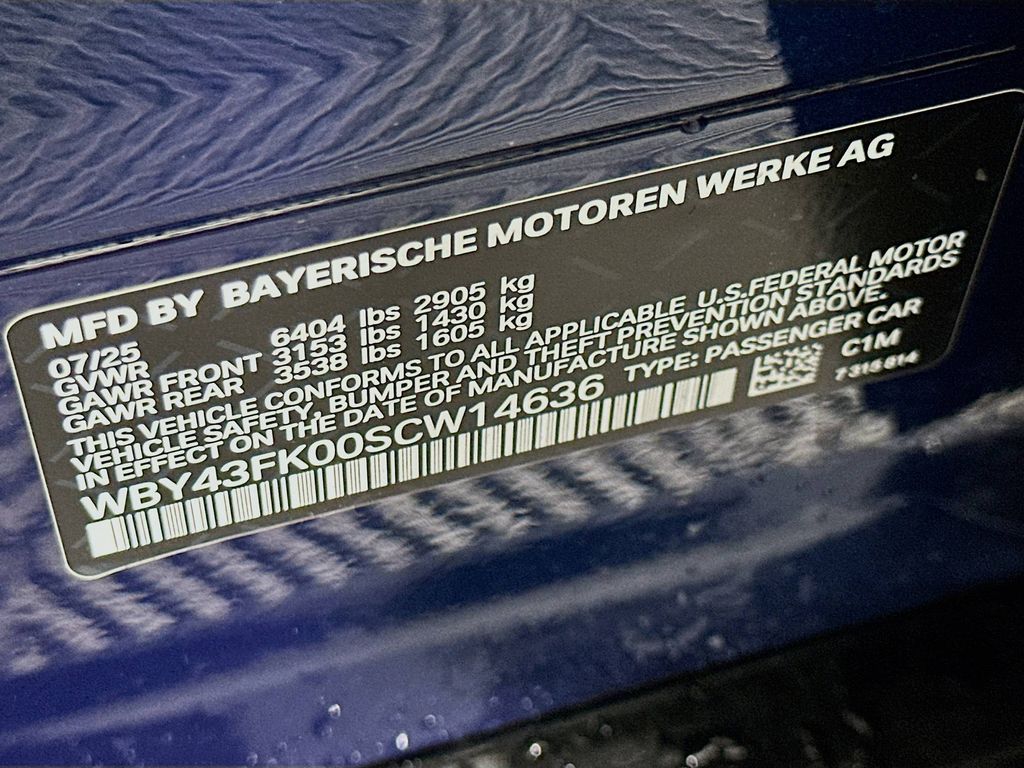 MFD BY BAYERISCHE MOTOREN WERKE AG
07/25
GVWR 6404 lbs 2905 kg
GAWR FRONT 3153 lbs 1430 kg
GAWR REAR 3538 lbs 1605 kg
THIS VEHICLE CONFORMS TO ALL APPLICABLE U.S.FEDERAL MOTOR
VEHICLE SAFETY, BUMPER AND THEFT PREVENTION STANDARDS
IN EFFECT ON THE DATE OF MANUFACTURE SHOWN ABOVE.
WBY43FK00SCW14636 TYPE: PASSENGER CAR
C1M
7 316 614